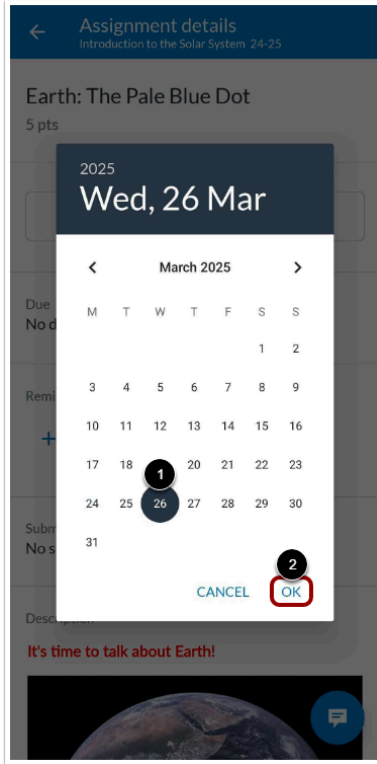 Assignment details
Introduction to the Solar System 24-25
Earth: The Pale Blue Dot
5 pts
2025
Wed, 26 Mar
March 2025
M T W T F S S
1 2
3 4 5 6 7 8 9
10 11 12 13 14 15 16
17 18 20 21 22 23
1
24 25 26 27 28 29 30
31
2
CANCEL OK
Due
No d
Remi
+
Subm
No s
Desc
It's time to talk about Earth!